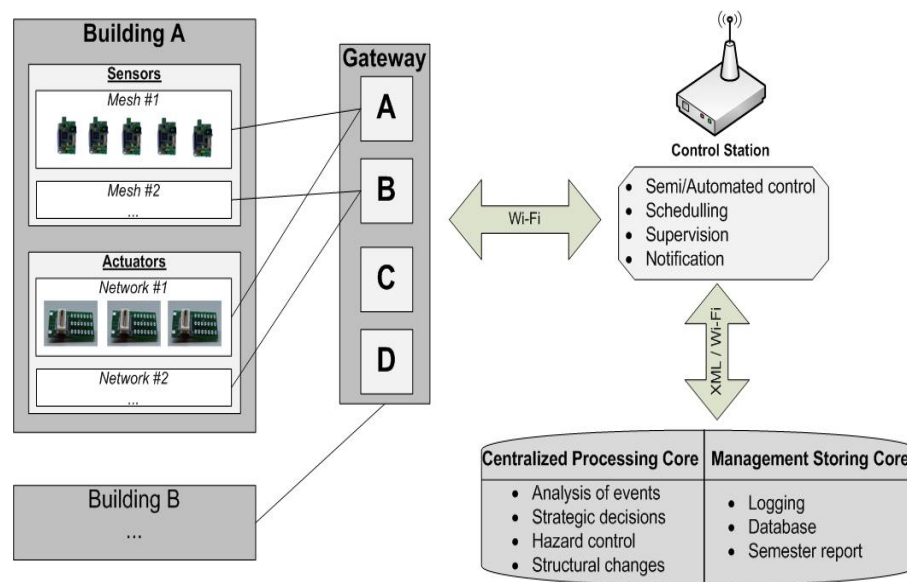 Building A
Sensors
Mesh #1
Mesh #2
...
Actuators
Network #1
Network #2
...
Building B
...
Gateway
A
B
C
D
Wi-Fi
Control Station
• Semi/Automated control
• Schedulling
• Supervision
• Notification
XML / Wi-Fi
Centralized Processing Core
• Analysis of events
• Strategic decisions
• Hazard control
• Structural changes
Management Storing Core
• Logging
• Database
• Semester report